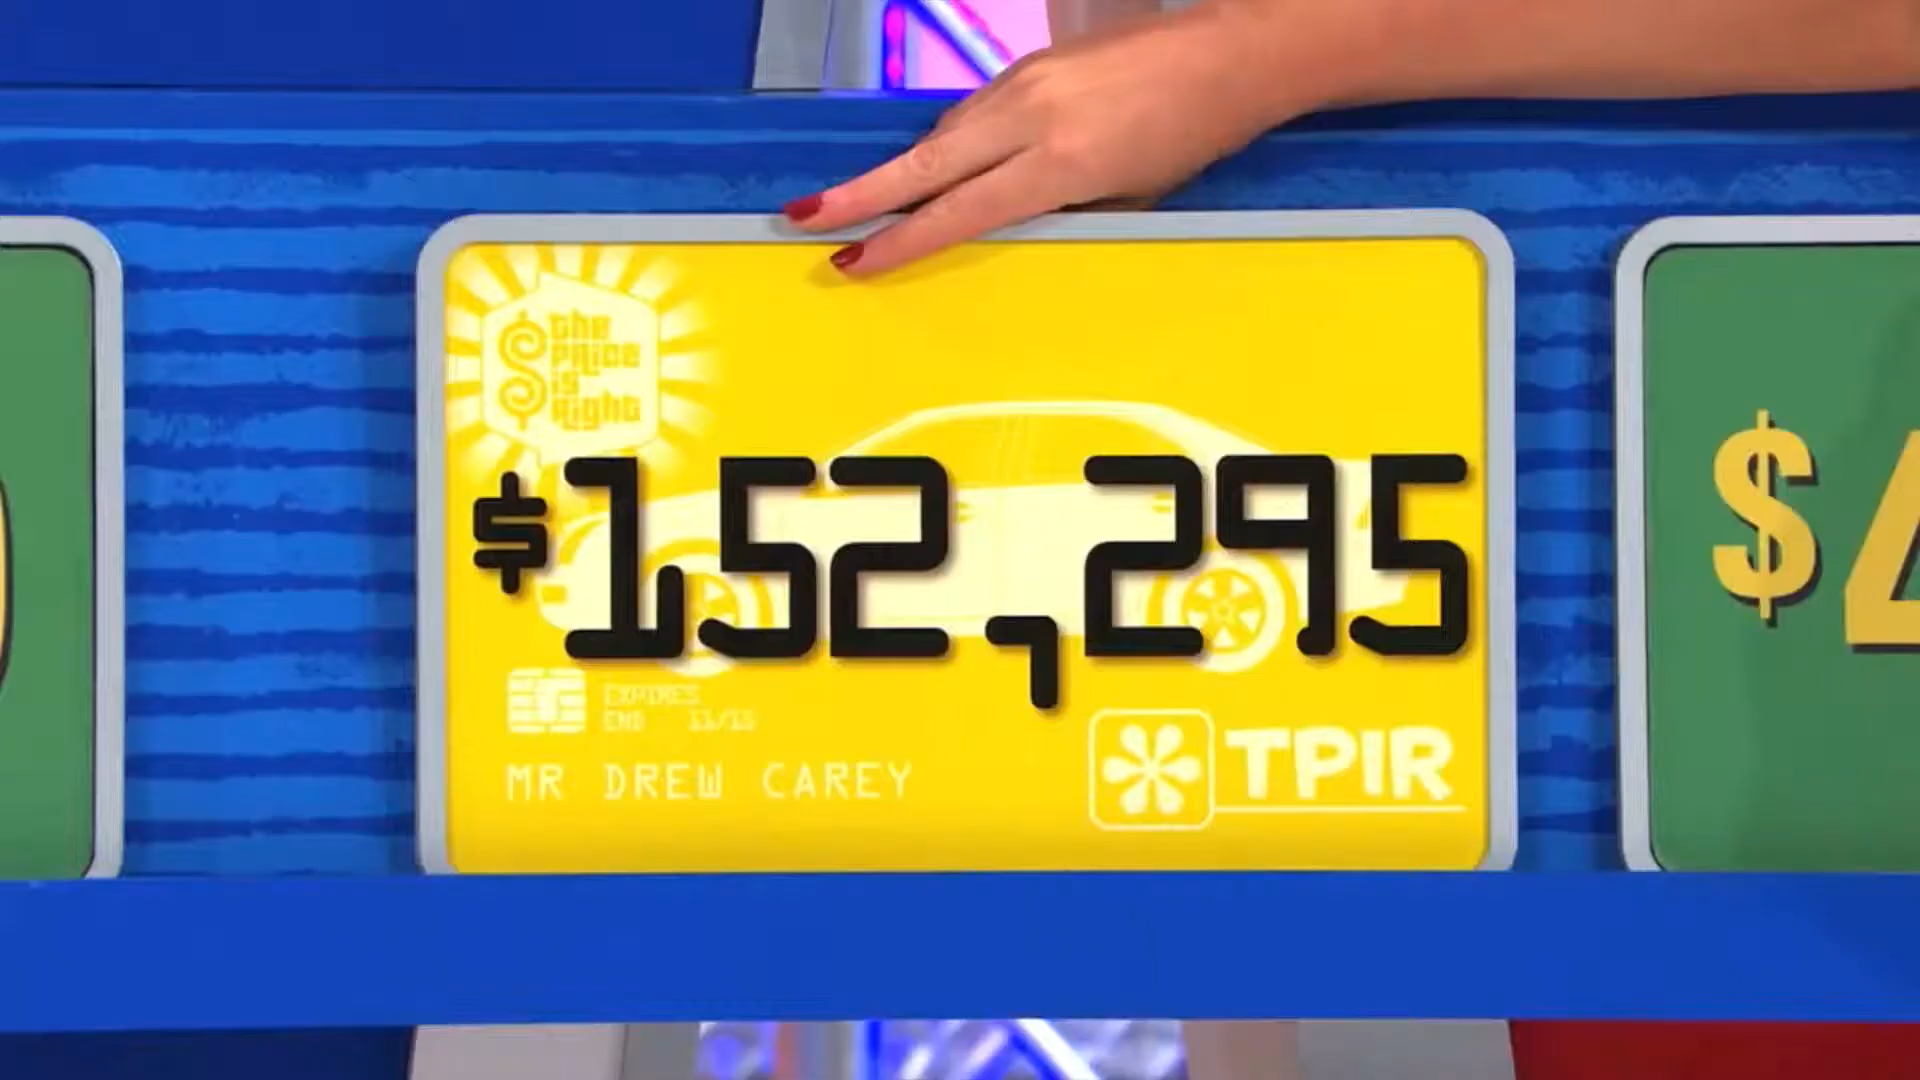 the
PRICE
is
Right
$152,295
EXPIRES
END 11/15
MR DREW CAREY
TPIR
$4